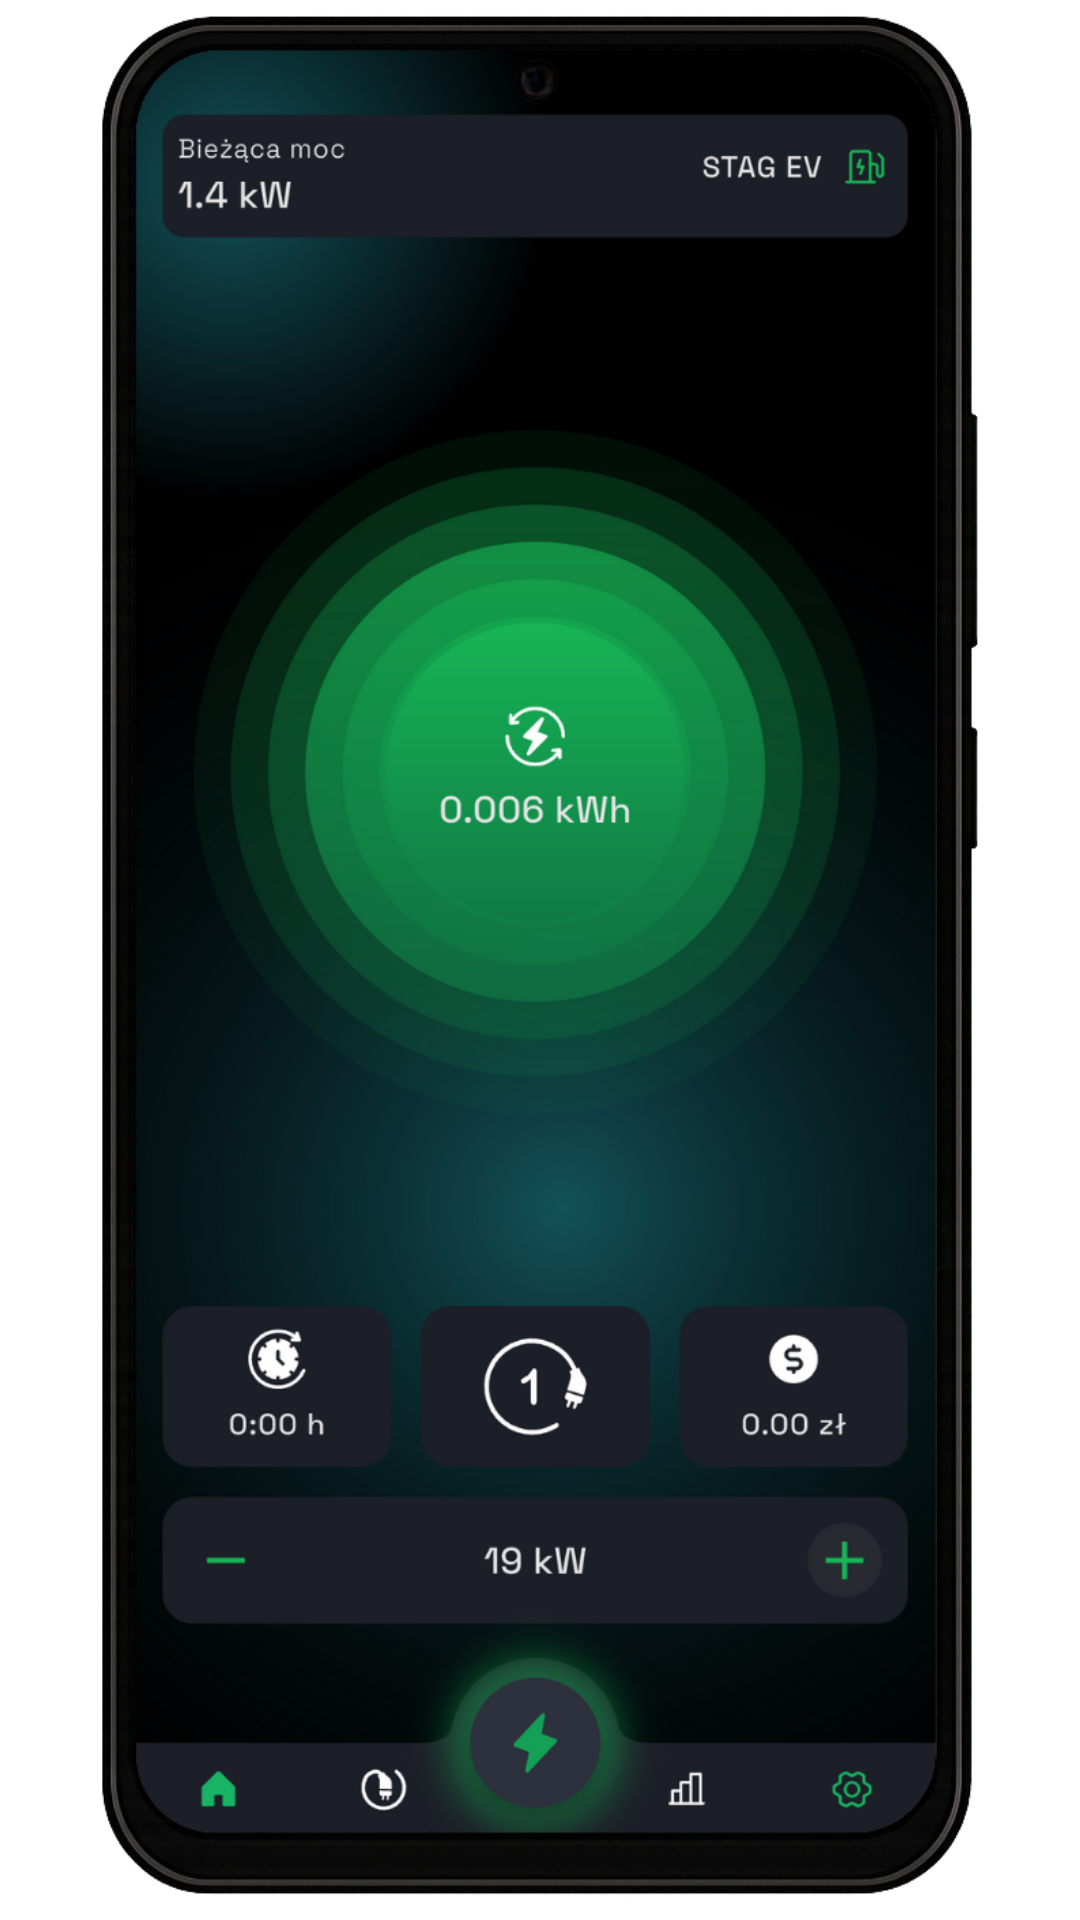 Bieżąca moc
1.4 kW
STAG EV
0.006 kWh
0:00 h
1
$
0.00 zł
19 kW